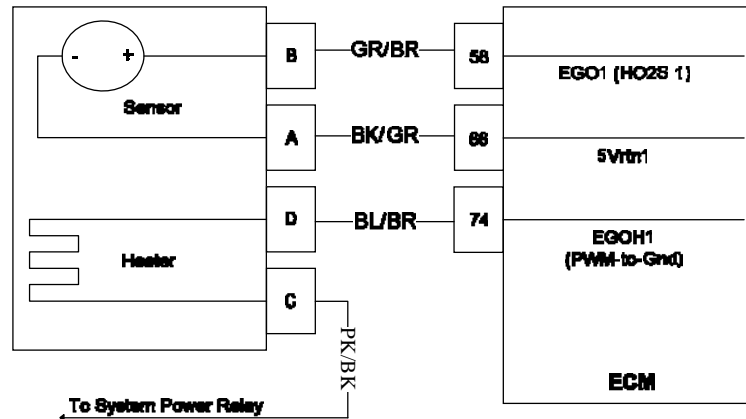 - +
Sensor
Heater
B
A
D
C
GR/BR
BK/GR
BL/BR
PK/BK
58
66
74
EGO1 (HO2S 1)
5Vrtn1
EGOH1
(PWM-to-Gnd)
ECM
To System Power Relay